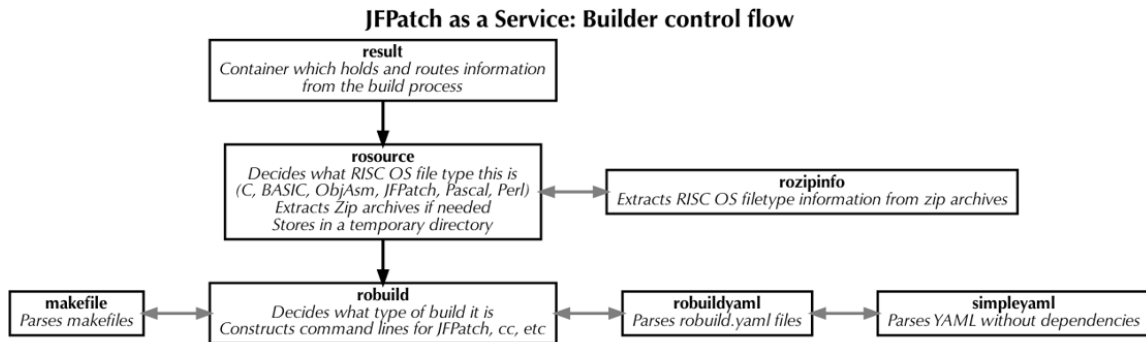 JFPatch as a Service: Builder control flow
result
Container which holds and routes information
from the build process
rosource
Decides what RISC OS file type this is
(C, BASIC, ObjAsm, JFPatch, Pascal, Perl)
Extracts Zip archives if needed
Stores in a temporary directory
rozipinfo
Extracts RISC OS filetype information from zip archives
makefile
Parses makefiles
robuild
Decides what type of build it is
Constructs command lines for JFPatch, cc, etc
robuildyaml
Parses robuild.yaml files
simpleyaml
Parses YAML without dependencies